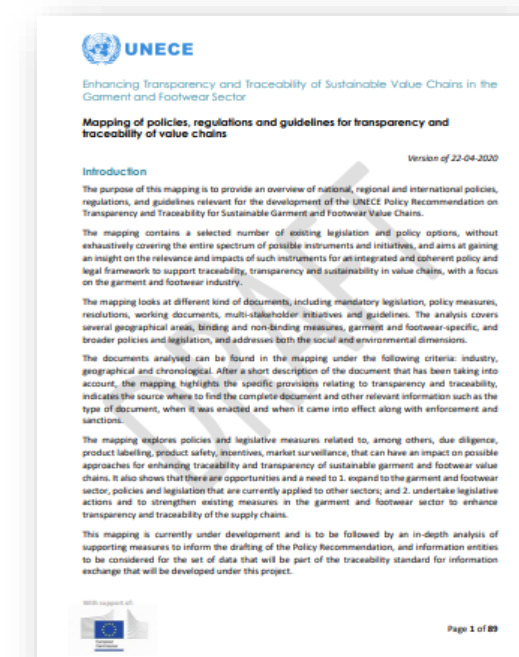 UNECE
Enhancing Transparency and Traceability of Sustainable Value Chains in the
Garment and Footwear Sector
Mapping of policies, regulations and guidelines for transparency and
traceability of value chains
Version of 22-04-2020
Introduction
The purpose of this mapping is to provide an overview of national, regional and international policies,
regulations, and guidelines relevant for the development of the UNECE Policy Recommendation on
Transparency and Traceability for Sustainable Garment and Footwear Value Chains.
The mapping contains a selected number of existing legislation and policy options, without
exhaustively covering the entire spectrum of possible instruments and initiatives, and aims at gaining
an insight on the relevance and impacts of such instruments for an integrated and coherent policy and
legal framework to support traceability, transparency and sustainability in value chains, with a focus
on the garment and footwear industry.
The mapping looks at different kind of documents, including mandatory legislation, policy measures,
resolutions, working documents, multi-stakeholder initiatives and guidelines. The analysis covers
several geographical areas, binding and non-binding measures, garment and footwear-specific, and
broader policies and legislation, and addresses both the social and environmental dimensions.
The documents analysed can be found in the mapping under the following criteria: industry,
geographical and chronological. After a short description of the document that has been taking into
account, the mapping highlights the specific provisions relating to transparency and traceability,
indicates the source where to find the complete document and other relevant information such as the
type of document, when it was enacted and when it came into effect along with enforcement and
sanctions.
The mapping explores policies and legislative measures related to, among others, due diligence,
product labelling, product safety, incentives, market surveillance, that can have an impact on possible
approaches for enhancing traceability and transparency of sustainable garment and footwear value
chains. It also shows that there are opportunities and a need to 1. expand to the garment and footwear
sector, policies and legislation that are currently applied to other sectors; and 2. undertake legislative
actions and to strengthen existing measures in the garment and footwear sector to enhance
transparency and traceability of the supply chains.
This mapping is currently under development and is to be followed by an in-depth analysis of
supporting measures to inform the drafting of the Policy Recommendation, and information entities
to be considered for the set of data that will be part of the traceability standard for information
exchange that will be developed under this project.
DRAFT
With support of:
European
Commission
Page 1 of 89